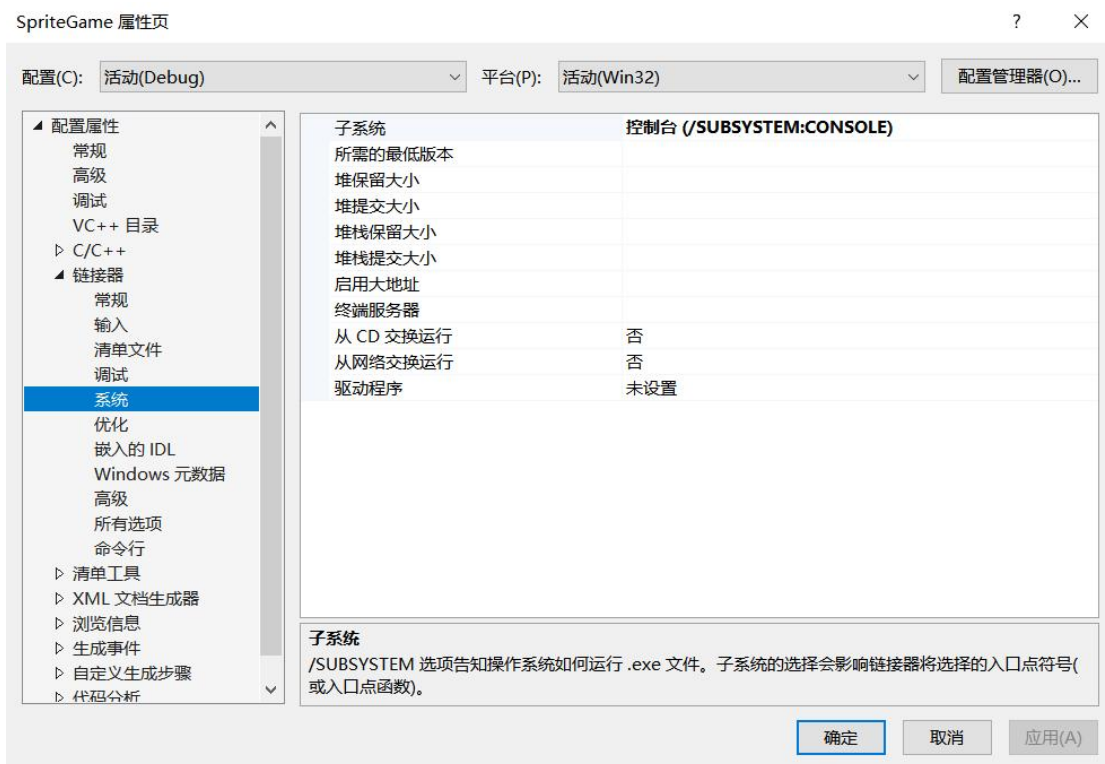 SpriteGame 属性页
配置(C): 活动(Debug) 平台(P): 活动(Win32) 配置管理器(O)...
配置属性
常规
高级
调试
VC++ 目录
C/C++
链接器
常规
输入
清单文件
调试
系统
优化
嵌入的 IDL
Windows 元数据
高级
所有选项
命令行
清单工具
XML 文档生成器
浏览信息
生成事件
自定义生成步骤
代码分析
子系统 控制台 (/SUBSYSTEM:CONSOLE)
所需的最低版本
堆保留大小
堆提交大小
堆栈保留大小
堆栈提交大小
启用大地址
终端服务器
从 CD 交换运行 否
从网络交换运行 否
驱动程序 未设置
子系统
/SUBSYSTEM 选项告知操作系统如何运行 .exe 文件。子系统的选择会影响链接器将选择的入口点符号(
或入口点函数)。
确定 取消 应用(A)